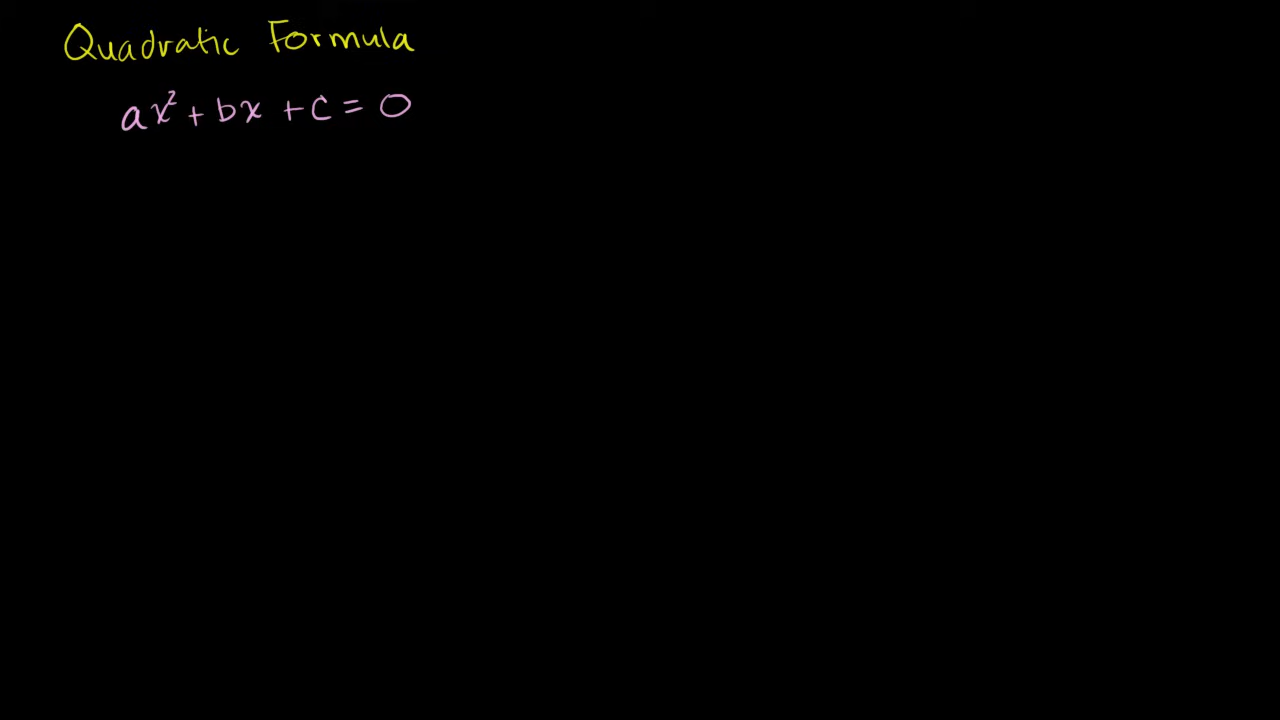 Quadratic Formula
ax² + bx + c = 0